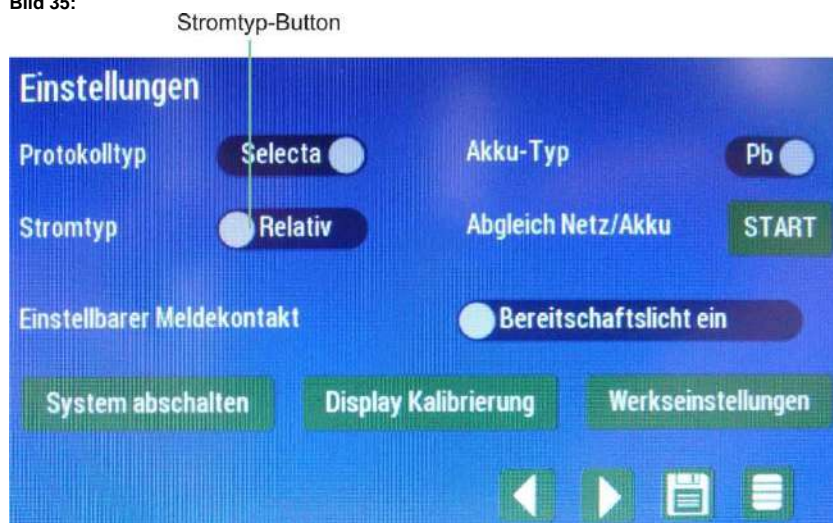 Bild 35:
Stromtyp-Button
Einstellungen
Protokolltyp Selecta Akku-Typ Pb
Stromtyp Relativ Abgleich Netz/Akku START
Einstellbarer Meldekontakt Bereitschaftslicht ein
System abschalten Display Kalibrierung Werkseinstellungen